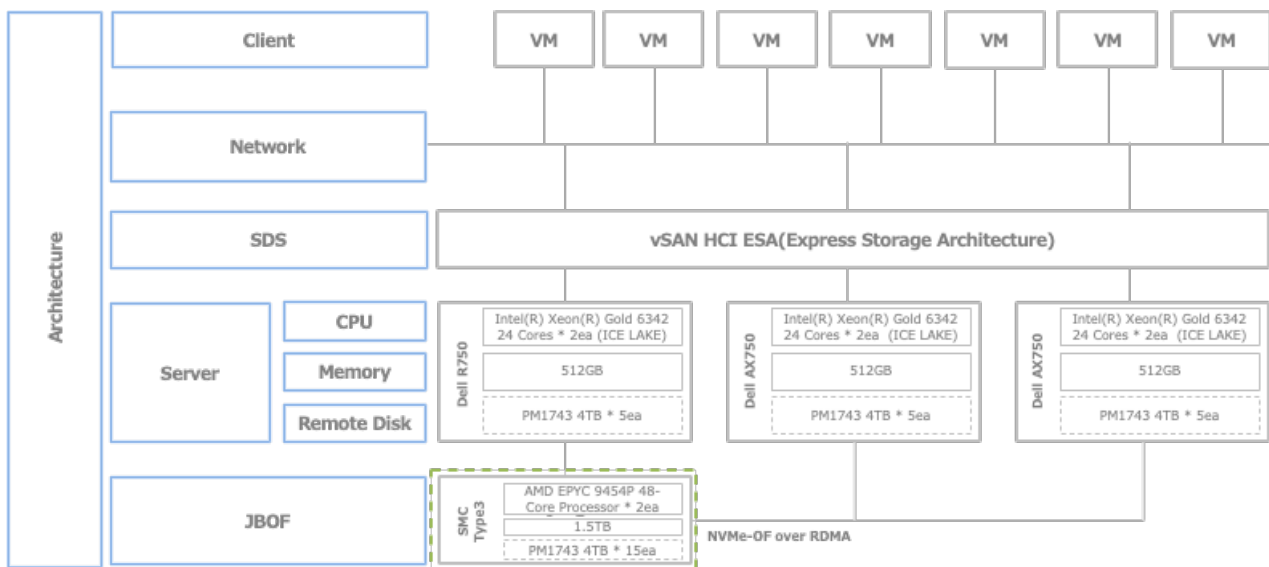 Architecture
Client
VM
VM
VM
VM
VM
VM
VM
Network
SDS
vSAN HCI ESA(Express Storage Architecture)
Server
CPU
Memory
Remote Disk
Dell R750
Intel(R) Xeon(R) Gold 6342
24 Cores * 2ea (ICE LAKE)
512GB
PM1743 4TB * 5ea
Dell AX750
Intel(R) Xeon(R) Gold 6342
24 Cores * 2ea (ICE LAKE)
512GB
PM1743 4TB * 5ea
Dell AX750
Intel(R) Xeon(R) Gold 6342
24 Cores * 2ea (ICE LAKE)
512GB
PM1743 4TB * 5ea
JBOF
SMC
Type3
AMD EPYC 9454P 48-
Core Processor * 2ea
1.5TB
PM1743 4TB * 15ea
NVMe-OF over RDMA